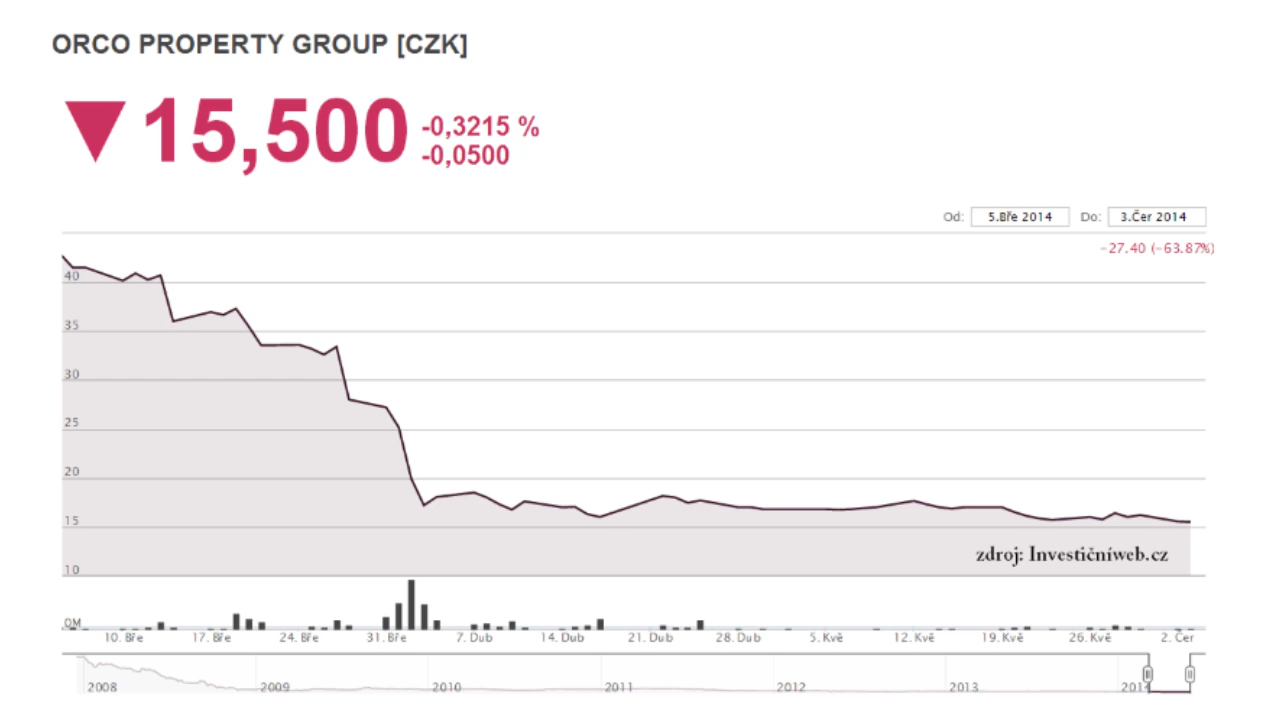 ORCO PROPERTY GROUP [CZK]
▼15,500 -0,3215 %
-0,0500
Od: 5.Bře 2014 Do: 3.Čer 2014
-27.40 (-63.87%)
40
35
30
25
20
15
zdroj: Investičníweb.cz
10
0M
10. Bře 17. Bře 24. Bře 31. Bře 7. Dub 14. Dub 21. Dub 28. Dub 5. Kvě 12. Kvě 19. Kvě 26. Kvě 2. Čer
2008 2009 2010 2011 2012 2013 2014